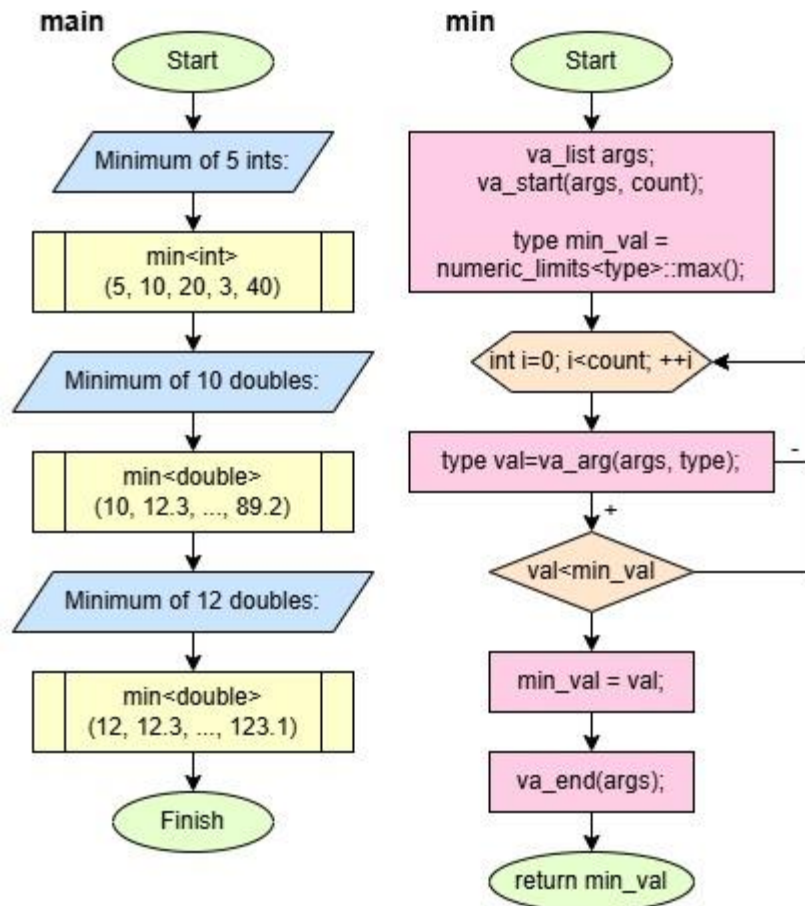 main
Start
Minimum of 5 ints:
min<int>
(5, 10, 20, 3, 40)
Minimum of 10 doubles:
min<double>
(10, 12.3, ..., 89.2)
Minimum of 12 doubles:
min<double>
(12, 12.3, ..., 123.1)
Finish
min
Start
va_list args;
va_start(args, count);
type min_val =
numeric_limits<type>::max();
int i=0; i<count; ++i
type val=va_arg(args, type);
-
+
val<min_val
min_val = val;
va_end(args);
return min_val